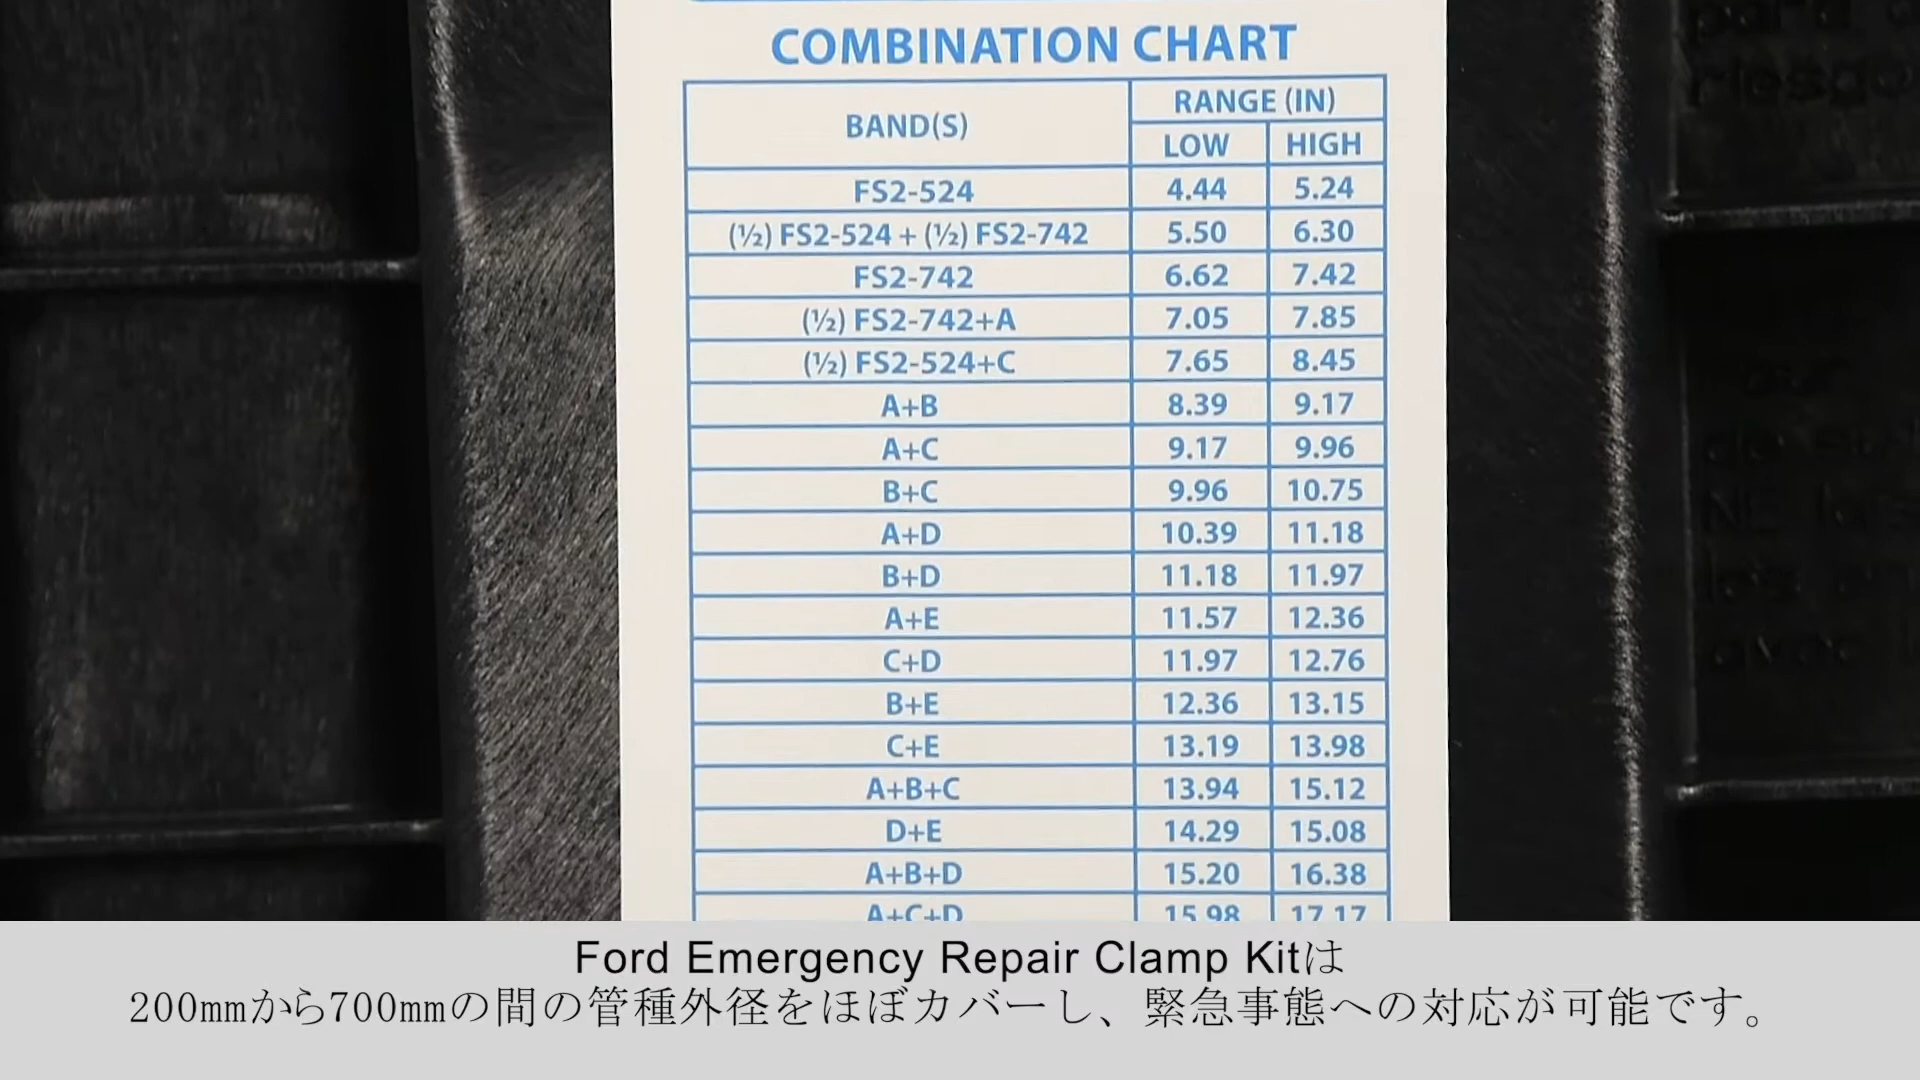 COMBINATION CHART
BAND(S) RANGE (IN)
LOW HIGH
FS2-524 4.44 5.24
(½) FS2-524 + (½) FS2-742 5.50 6.30
FS2-742 6.62 7.42
(½) FS2-742+A 7.05 7.85
(½) FS2-524+C 7.65 8.45
A+B 8.39 9.17
A+C 9.17 9.96
B+C 9.96 10.75
A+D 10.39 11.18
B+D 11.18 11.97
A+E 11.57 12.36
C+D 11.97 12.76
B+E 12.36 13.15
C+E 13.19 13.98
A+B+C 13.94 15.12
D+E 14.29 15.08
A+B+D 15.20 16.38
A+C+D 15.98 17.17
para
riesgo
Ford Emergency Repair Clamp Kitは
200mmから700mmの間の管種外径をほぼカバーし、緊急事態への対応が可能です。